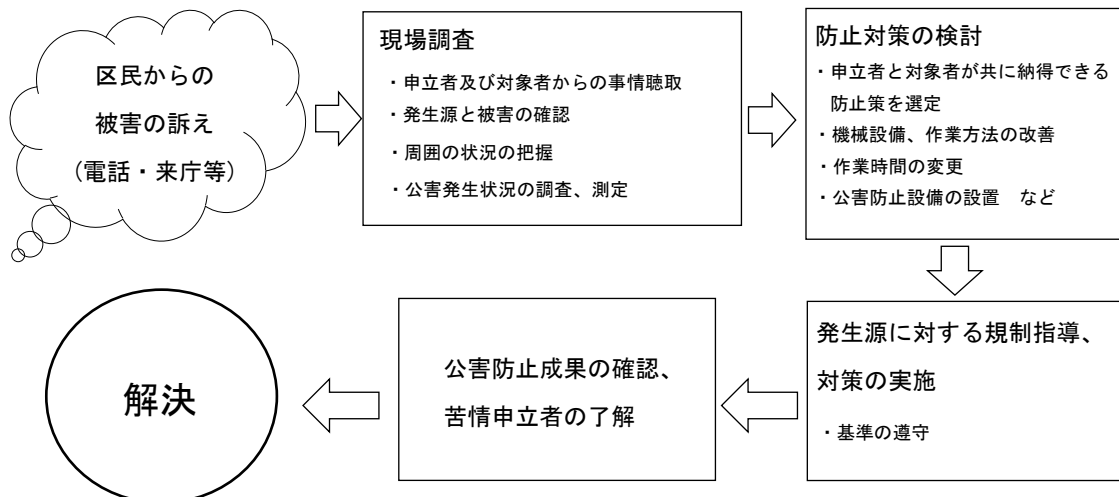 区民からの
被害の訴え
（電話・来庁等）
現場調査
・申立者及び対象者からの事情聴取
・発生源と被害の確認
・周囲の状況の把握
・公害発生状況の調査、測定
防止対策の検討
・申立者と対象者が共に納得できる
防止策を選定
・機械設備、作業方法の改善
・作業時間の変更
・公害防止設備の設置　など
発生源に対する規制指導、
対策の実施
・基準の遵守
公害防止成果の確認、
苦情申立者の了解
解決